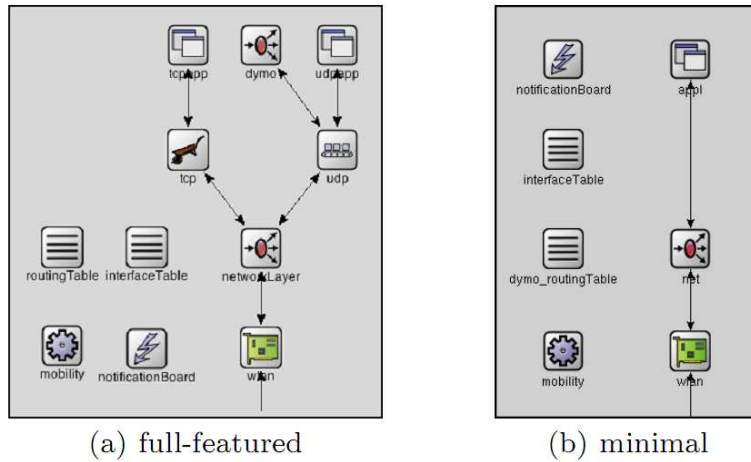 tcpapp dymo udpapp
tcp udp
routingTable interfaceTable networkLayer
mobility notificationBoard wlan
(a) full-featured
notificationBoard appl
interfaceTable
dymo_routingTable net
mobility wlan
(b) minimal